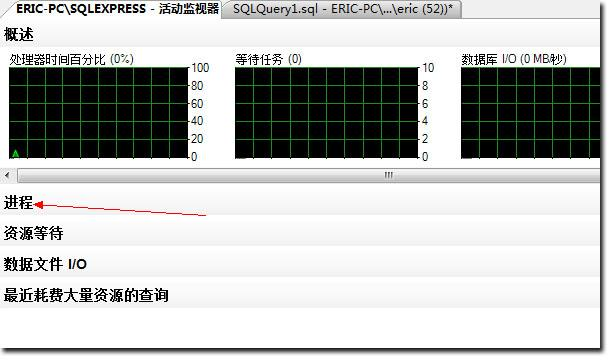 ERIC-PC\SQLEXPRESS - 活动监视器 SQLQuery1.sql - ERIC-PC\...\eric (52))*
概述
处理器时间百分比 (0%) 等待任务 (0) 数据库 I/O (0 MB/秒)
100 10
80 8
60 6
40 4
20 2
0 0
进程
资源等待
数据文件 I/O
最近耗费大量资源的查询